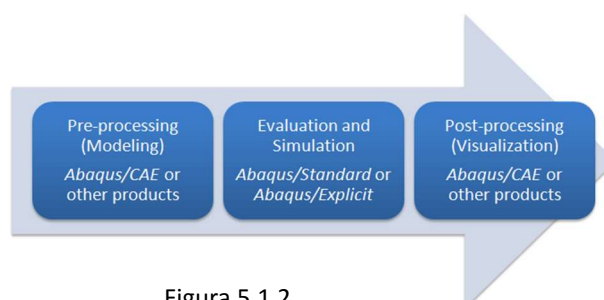 Pre-processing
(Modeling)
Abaqus/CAE or
other products
Evaluation and
Simulation
Abaqus/Standard or
Abaqus/Explicit
Post-processing
(Visualization)
Abaqus/CAE or
other products
Figura 5.1.2